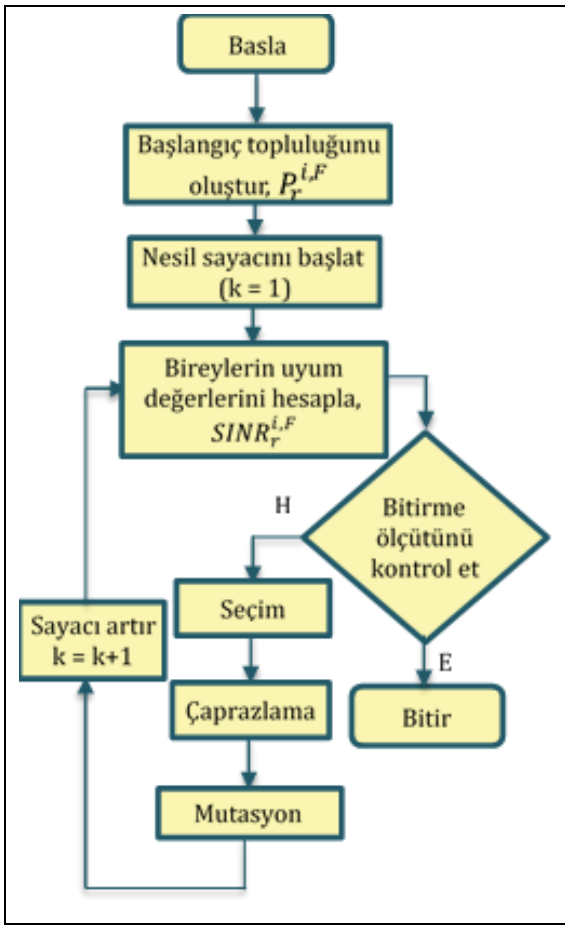 Basla
Başlangıç topluluğunu
oluştur, P_r^{i,F}
Nesil sayacını başlat
(k = 1)
Bireylerin uyum
değerlerini hesapla,
SINR_r^{i,F}
Bitirme
ölçütünü
kontrol et
H
E
Seçim
Sayacı artır
k = k+1
Çaprazlama
Bitir
Mutasyon